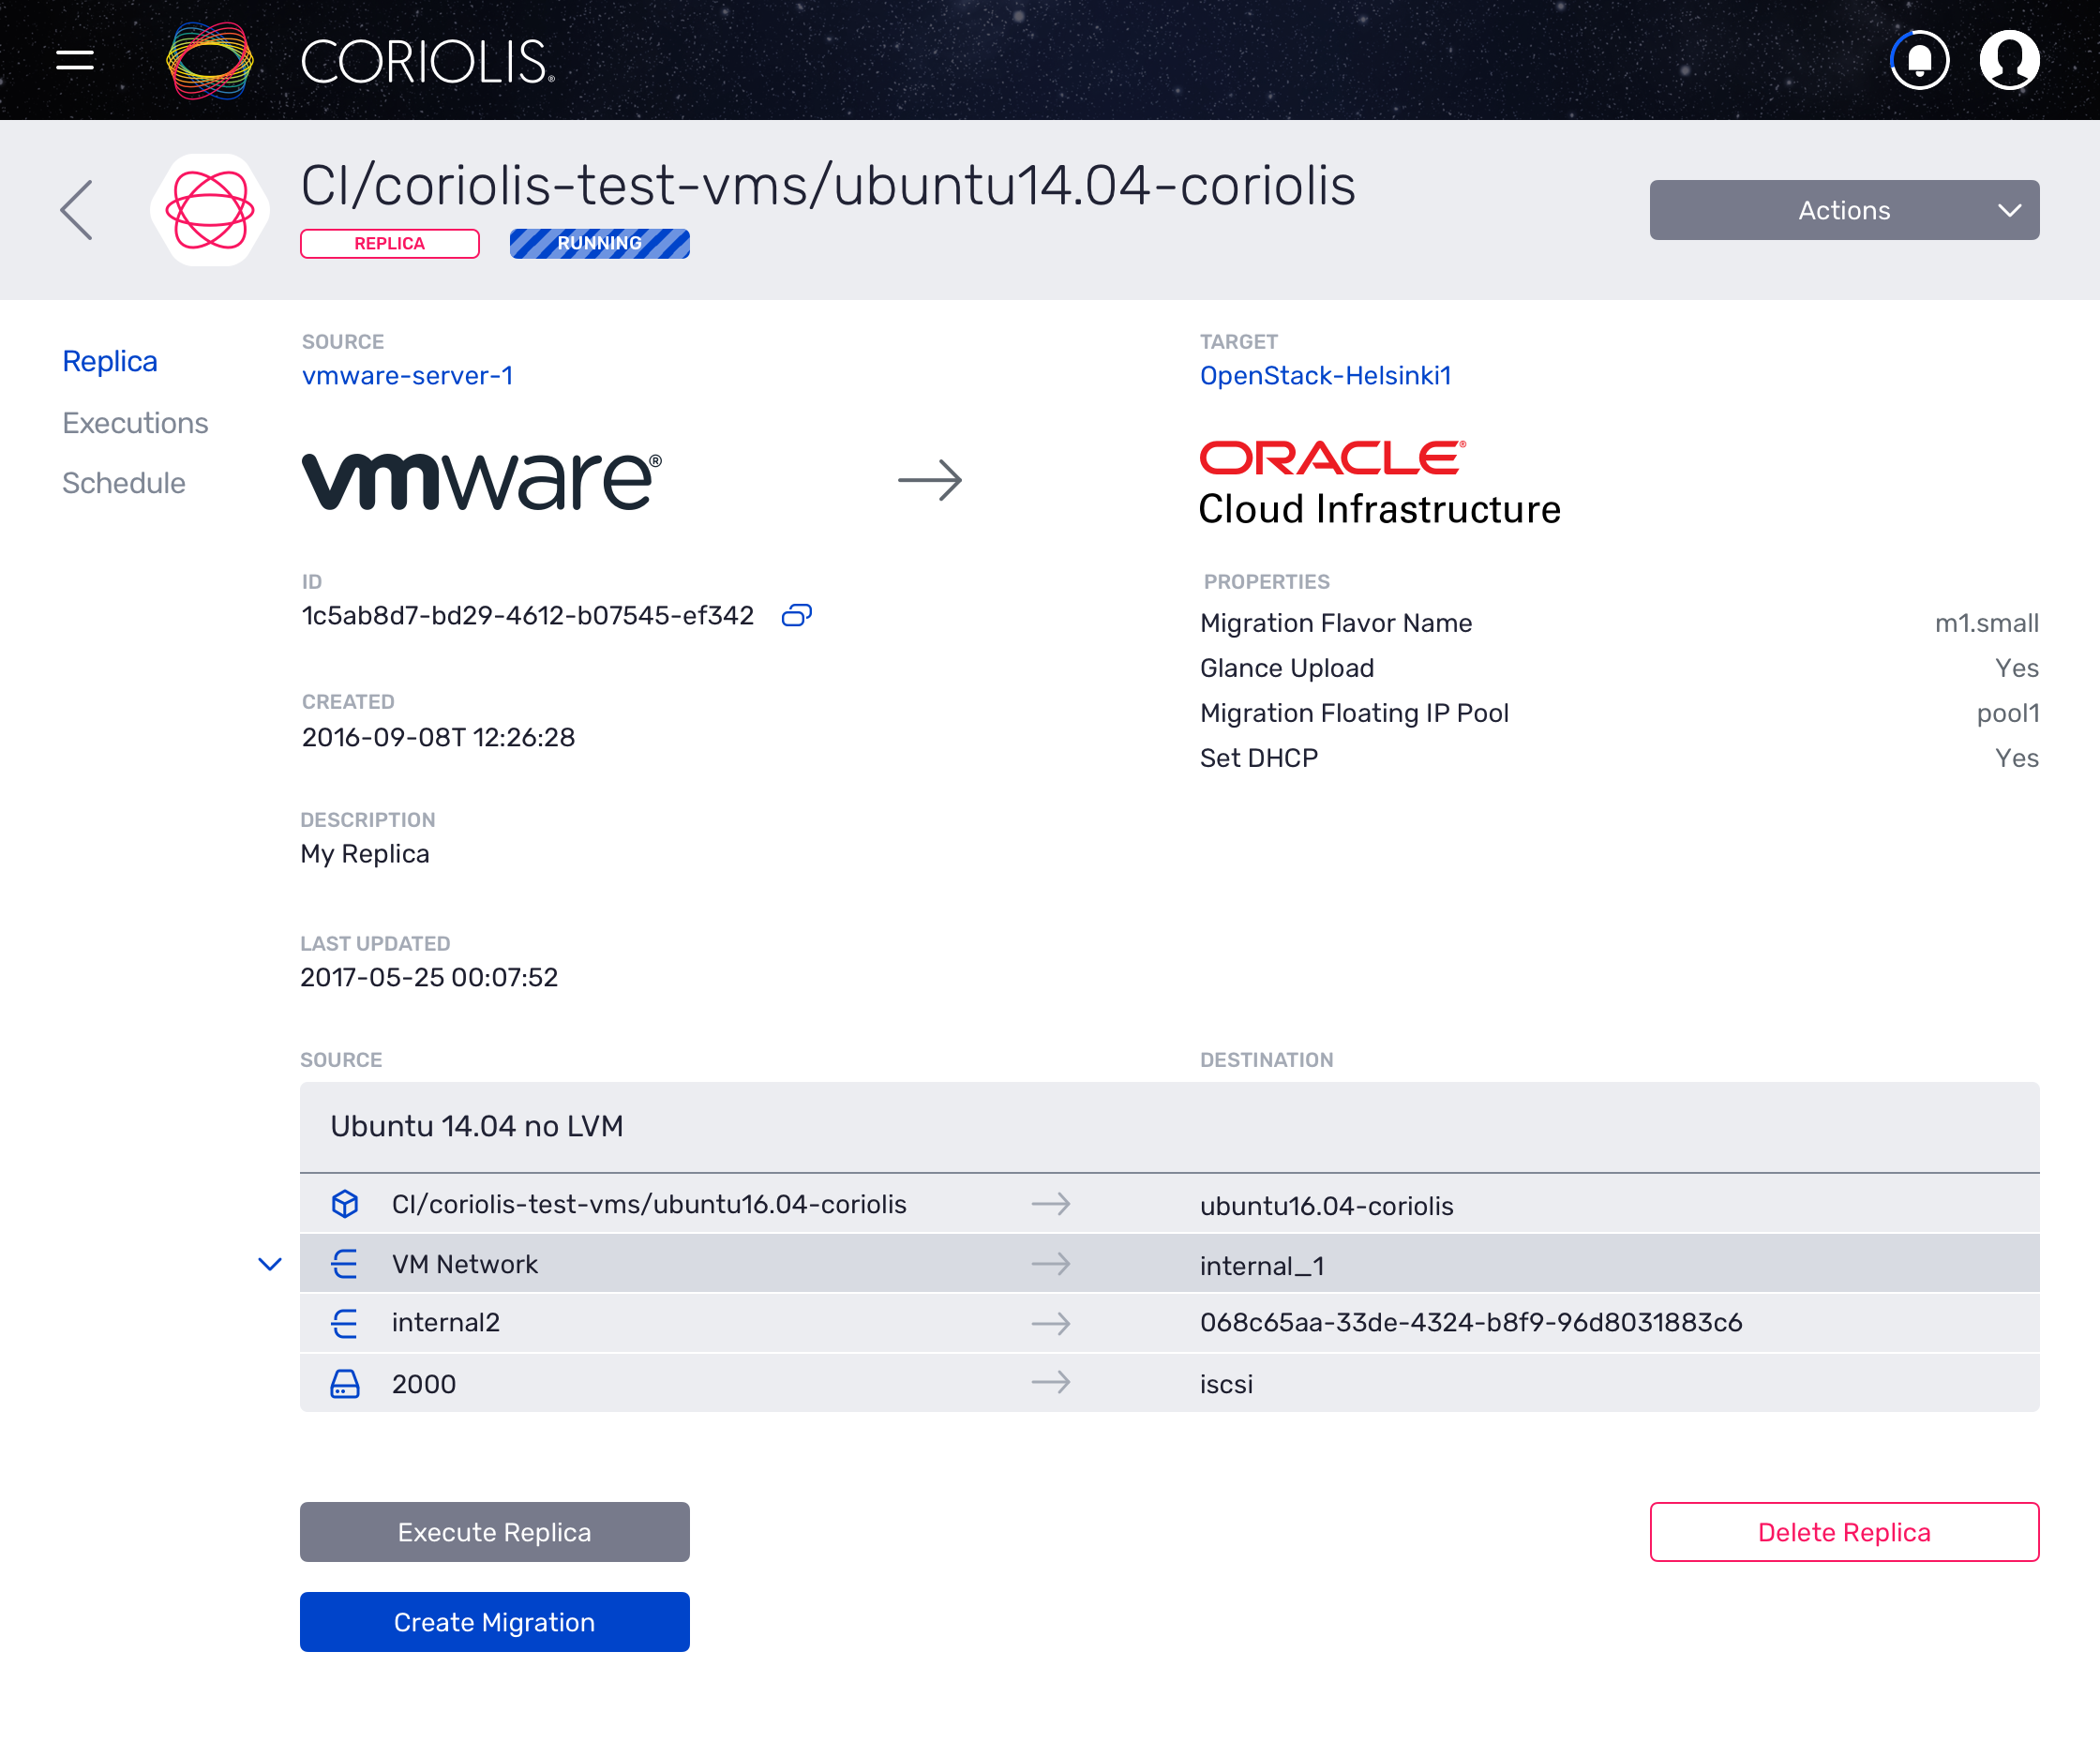 CORIOLIS®
CI/coriolis-test-vms/ubuntu14.04-coriolis
REPLICA
RUNNING
Actions
Replica
Executions
Schedule
SOURCE
vmware-server-1
vmware®
TARGET
OpenStack-Helsinki1
ORACLE®
Cloud Infrastructure
ID
1c5ab8d7-bd29-4612-b07545-ef342
CREATED
2016-09-08T 12:26:28
DESCRIPTION
My Replica
LAST UPDATED
2017-05-25 00:07:52
PROPERTIES
Migration Flavor Name m1.small
Glance Upload Yes
Migration Floating IP Pool pool1
Set DHCP Yes
SOURCE DESTINATION
Ubuntu 14.04 no LVM
CI/coriolis-test-vms/ubuntu16.04-coriolis ubuntu16.04-coriolis
VM Network internal_1
internal2 068c65aa-33de-4324-b8f9-96d8031883c6
2000 iscsi
Execute Replica
Delete Replica
Create Migration